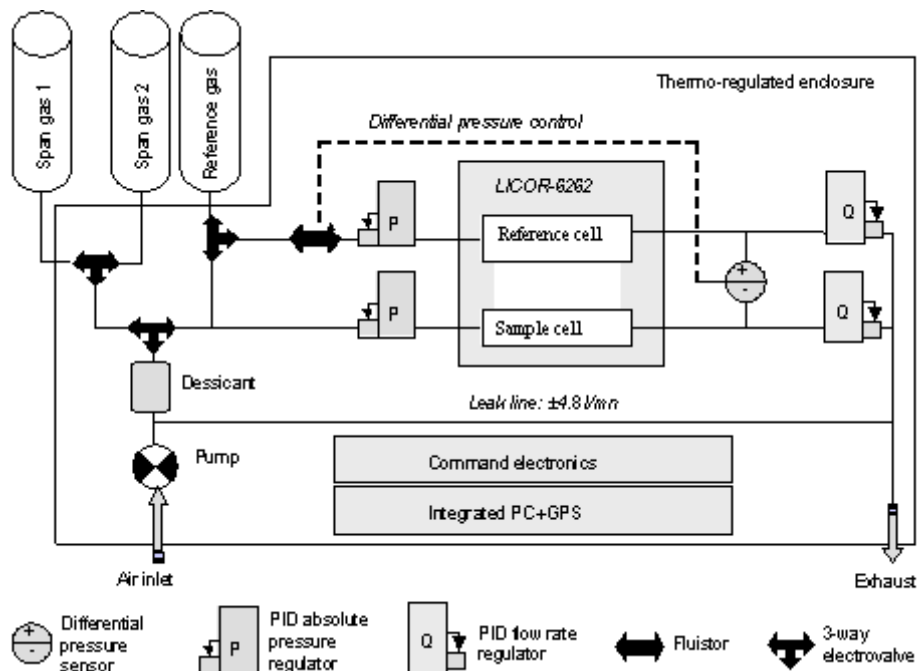 Span gas 1
Span gas 2
Reference gas
Thermo-regulated enclosure
Differential pressure control
LICOR-6262
P
Reference cell
Q
+
-
P
Sample cell
Q
Dessicant
Leak line: ±4.8 l/mn
Pump
Command electronics
Integrated PC+GPS
Air inlet
Exhaust
+
-
Differential
pressure
sensor
P
PID absolute
pressure
regulator
Q
PID flow rate
regulator
Fluistor
3-way
electrovalve